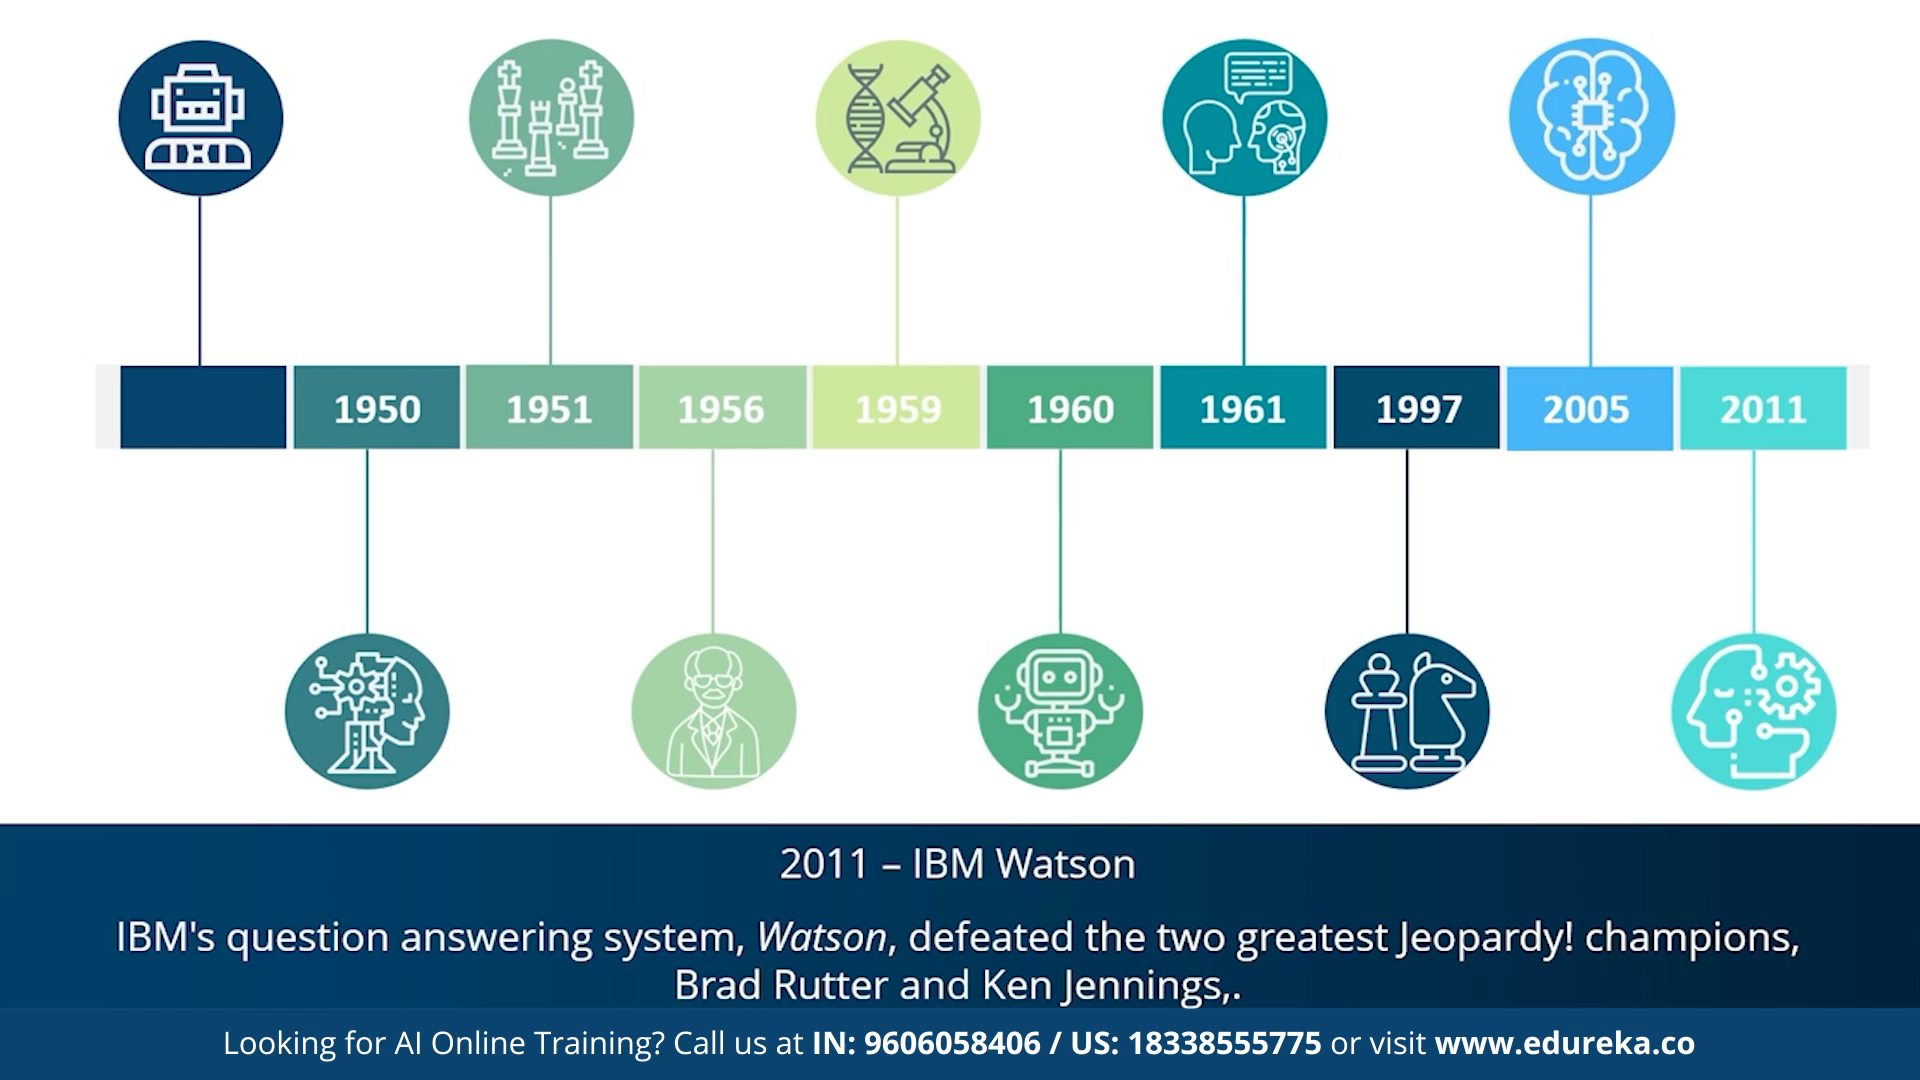 1950
1951
1956
1959
1960
1961
1997
2005
2011
2011 – IBM Watson
IBM's question answering system, Watson, defeated the two greatest Jeopardy! champions,
Brad Rutter and Ken Jennings,.
Looking for AI Online Training? Call us at IN: 9606058406 / US: 18338555775 or visit www.edureka.co